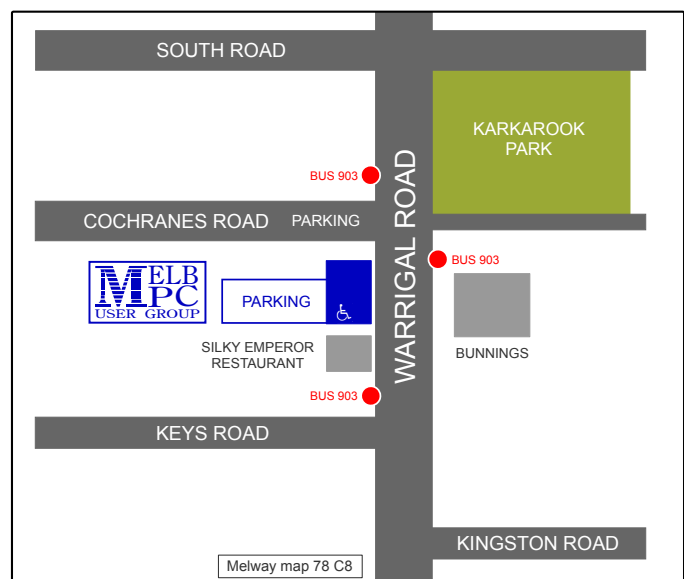 SOUTH ROAD
KARKAROOK
PARK
BUS 903
WARRIGAL ROAD
COCHRANES ROAD
PARKING
BUS 903
MELB
PC
USER GROUP
PARKING
SILKY EMPEROR
RESTAURANT
BUNNINGS
BUS 903
KEYS ROAD
KINGSTON ROAD
Melway map 78 C8